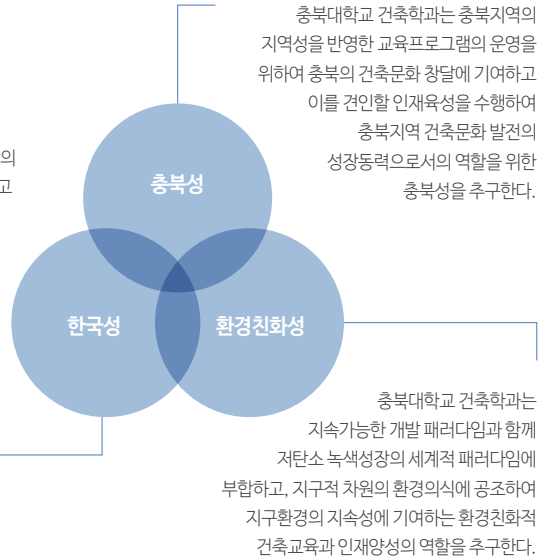 충북대학교 건축학과는 충북지역의
지역성을 반영한 교육프로그램의 운영을
위하여 충북의 건축문화 창달에 기여하고
이를 견인할 인재육성을 수행하여
충북지역 건축문화 발전의
성장동력으로서의 역할을 위한
충북성을 추구한다.
의
고
충북성
한국성
환경친화성
충북대학교 건축학과는
지속가능한 개발 패러다임과 함께
저탄소 녹색성장의 세계적 패러다임에
부합하고, 지구적 차원의 환경의식에 공조하여
지구환경의 지속성에 기여하는 환경친화적
건축교육과 인재양성의 역할을 추구한다.